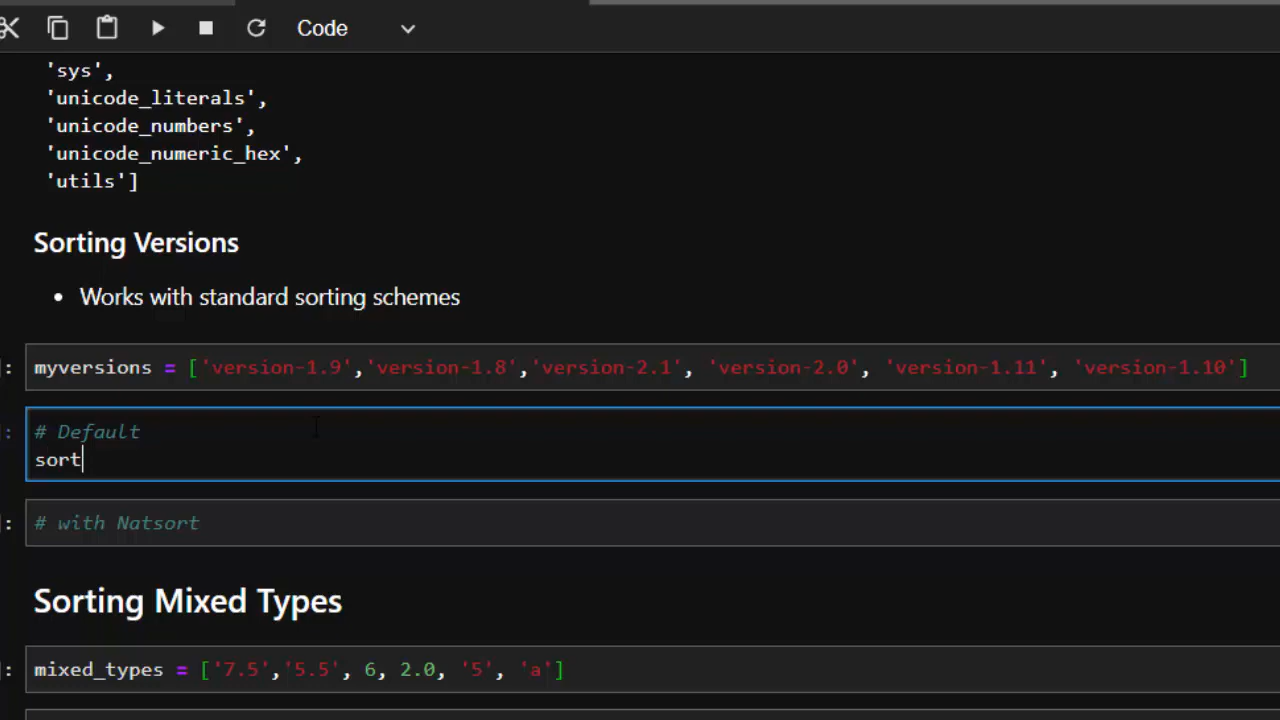 Code
'sys',
'unicode_literals',
'unicode_numbers',
'unicode_numeric_hex',
'utils']
Sorting Versions
• Works with standard sorting schemes
]: myversions = ['version-1.9','version-1.8','version-2.1', 'version-2.0', 'version-1.11', 'version-1.10']
]: # Default
sort
]: # with Natsort
Sorting Mixed Types
]: mixed_types = ['7.5','5.5', 6, 2.0, '5', 'a']